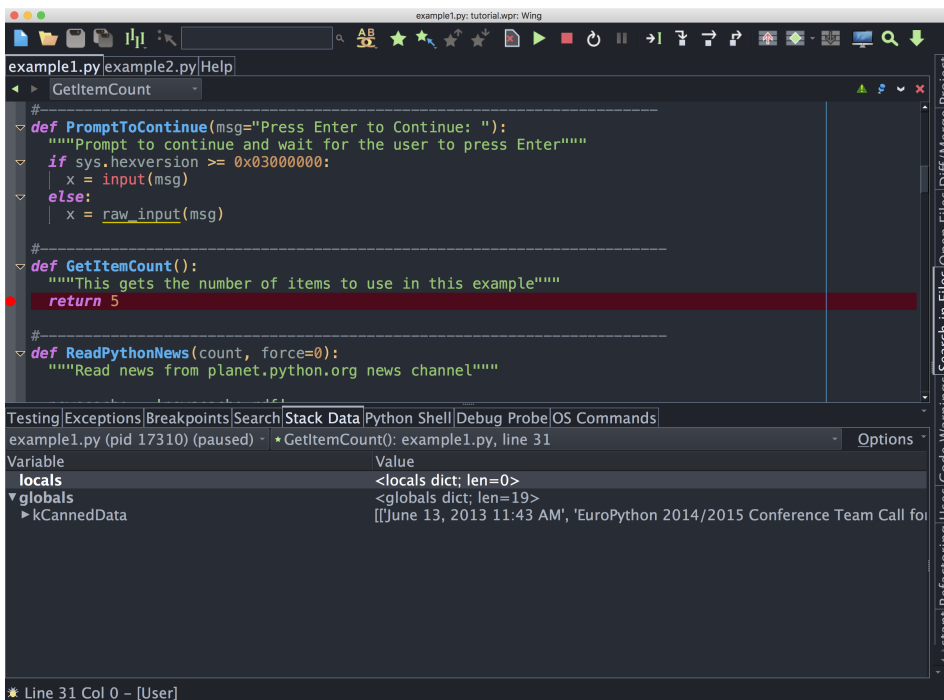 example1.py: tutorial.wpr: Wing
example1.py example2.py Help
GetItemCount
#----------------------------------------------------------------------
def PromptToContinue(msg="Press Enter to Continue: "):
"""Prompt to continue and wait for the user to press Enter"""
if sys.hexversion >= 0x03000000:
x = input(msg)
else:
x = raw_input(msg)
#-----------------------------------------------------------------------
def GetItemCount():
"""This gets the number of items to use in this example"""
return 5
#-----------------------------------------------------------------------
def ReadPythonNews(count, force=0):
"""Read news from planet.python.org news channel"""
Testing Exceptions Breakpoints Search Stack Data Python Shell Debug Probe OS Commands
example1.py (pid 17310) (paused) GetItemCount(): example1.py, line 31 Options
Variable Value
locals <locals dict; len=0>
globals <globals dict; len=19>
kCannedData [['June 13, 2013 11:43 AM', 'EuroPython 2014/2015 Conference Team Call for
Line 31 Col 0 – [User]
Search in Files